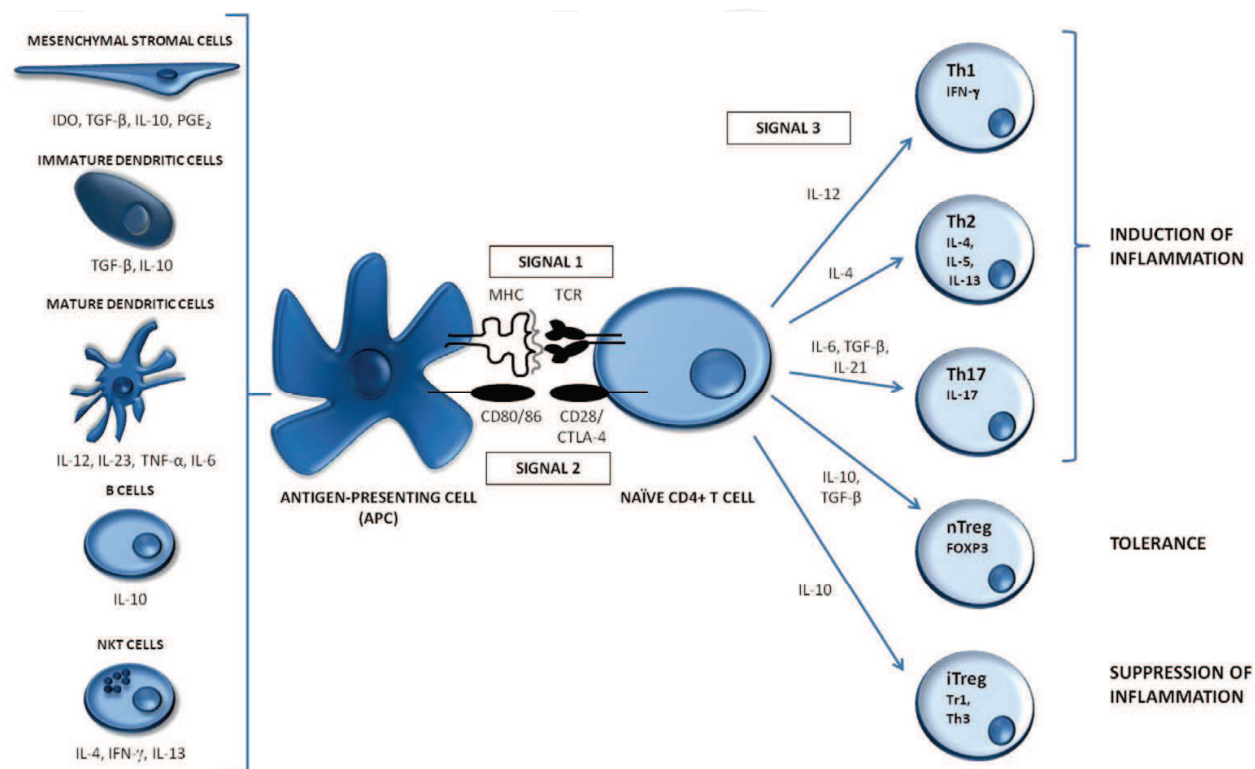 MESENCHYMAL STROMAL CELLS
IDO, TGF-β, IL-10, PGE₂
IMMATURE DENDRITIC CELLS
TGF-β, IL-10
MATURE DENDRITIC CELLS
IL-12, IL-23, TNF-α, IL-6
B CELLS
IL-10
NKT CELLS
IL-4, IFN-γ, IL-13
SIGNAL 1
MHC
TCR
CD80/86
CD28/
CTLA-4
SIGNAL 2
ANTIGEN-PRESENTING CELL
(APC)
NAÏVE CD4+ T CELL
SIGNAL 3
IL-12
IL-4
IL-6, TGF-β,
IL-21
IL-10,
TGF-β
IL-10
Th1
IFN-γ
Th2
IL-4,
IL-5,
IL-13
Th17
IL-17
nTreg
FOXP3
iTreg
Tr1,
Th3
INDUCTION OF
INFLAMMATION
TOLERANCE
SUPPRESSION OF
INFLAMMATION